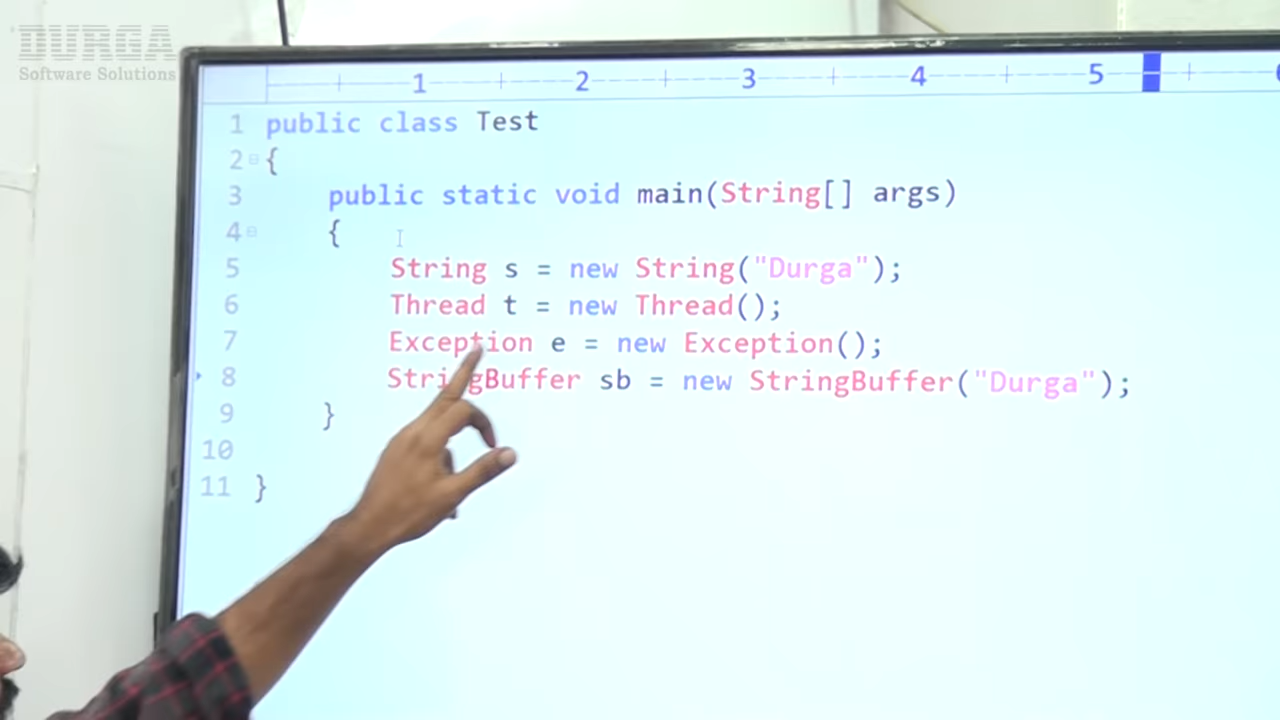 DURGA
Software Solutions
1 2 3 4 5 6
1 public class Test
2 {
3 public static void main(String[] args)
4 {
5 String s = new String("Durga");
6 Thread t = new Thread();
7 Exception e = new Exception();
8 StringBuffer sb = new StringBuffer("Durga");
9 }
10
11 }